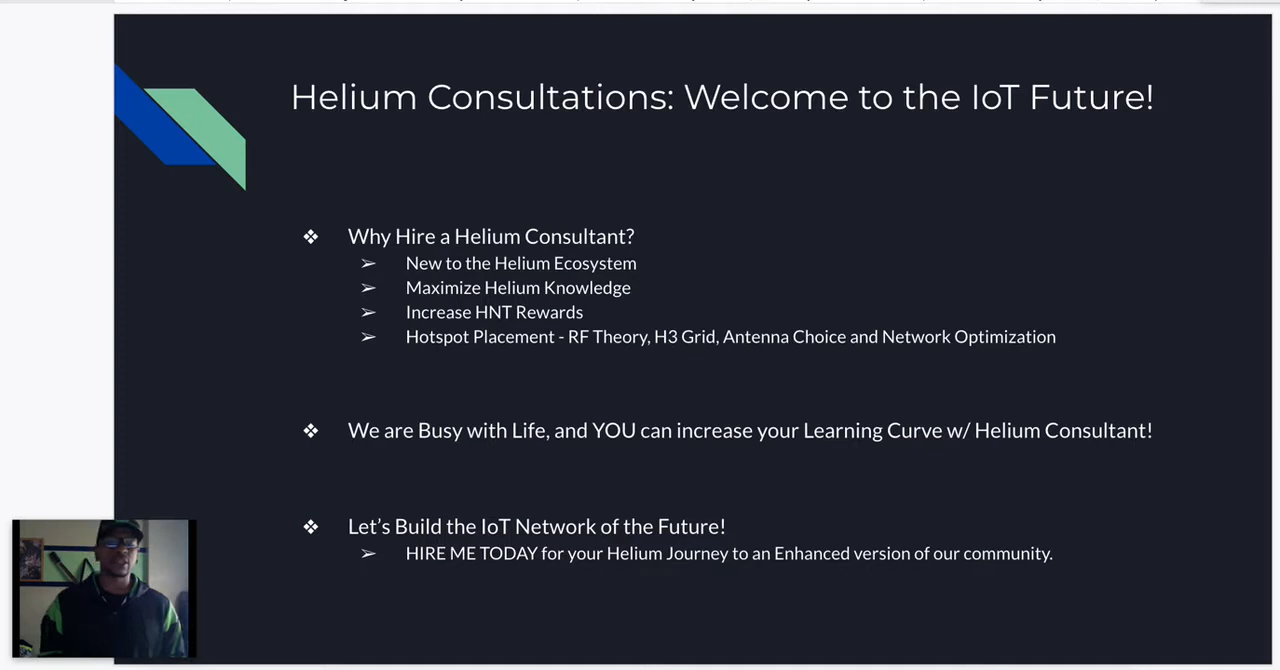 Helium Consultations: Welcome to the IoT Future!
❖ Why Hire a Helium Consultant?
➢ New to the Helium Ecosystem
➢ Maximize Helium Knowledge
➢ Increase HNT Rewards
➢ Hotspot Placement - RF Theory, H3 Grid, Antenna Choice and Network Optimization
❖ We are Busy with Life, and YOU can increase your Learning Curve w/ Helium Consultant!
❖ Let's Build the IoT Network of the Future!
➢ HIRE ME TODAY for your Helium Journey to an Enhanced version of our community.